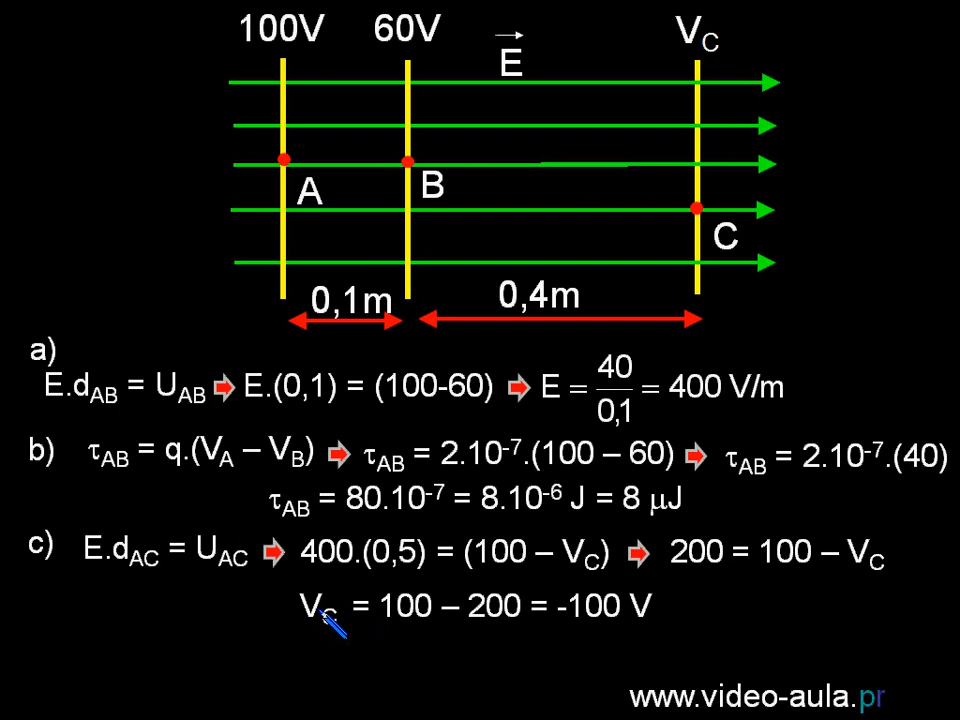 100V 60V E V_C
A B
C
0,1m 0,4m
a)
E.d_AB = U_AB E.(0,1) = (100-60) E = 40/0,1 = 400 V/m
b) τ_AB = q.(V_A – V_B) τ_AB = 2.10⁻⁷.(100 – 60) τ_AB = 2.10⁻⁷.(40)
τ_AB = 80.10⁻⁷ = 8.10⁻⁶ J = 8 μJ
c) E.d_AC = U_AC 400.(0,5) = (100 – V_C) 200 = 100 – V_C
V_C = 100 – 200 = -100 V
www.video-aula.pr